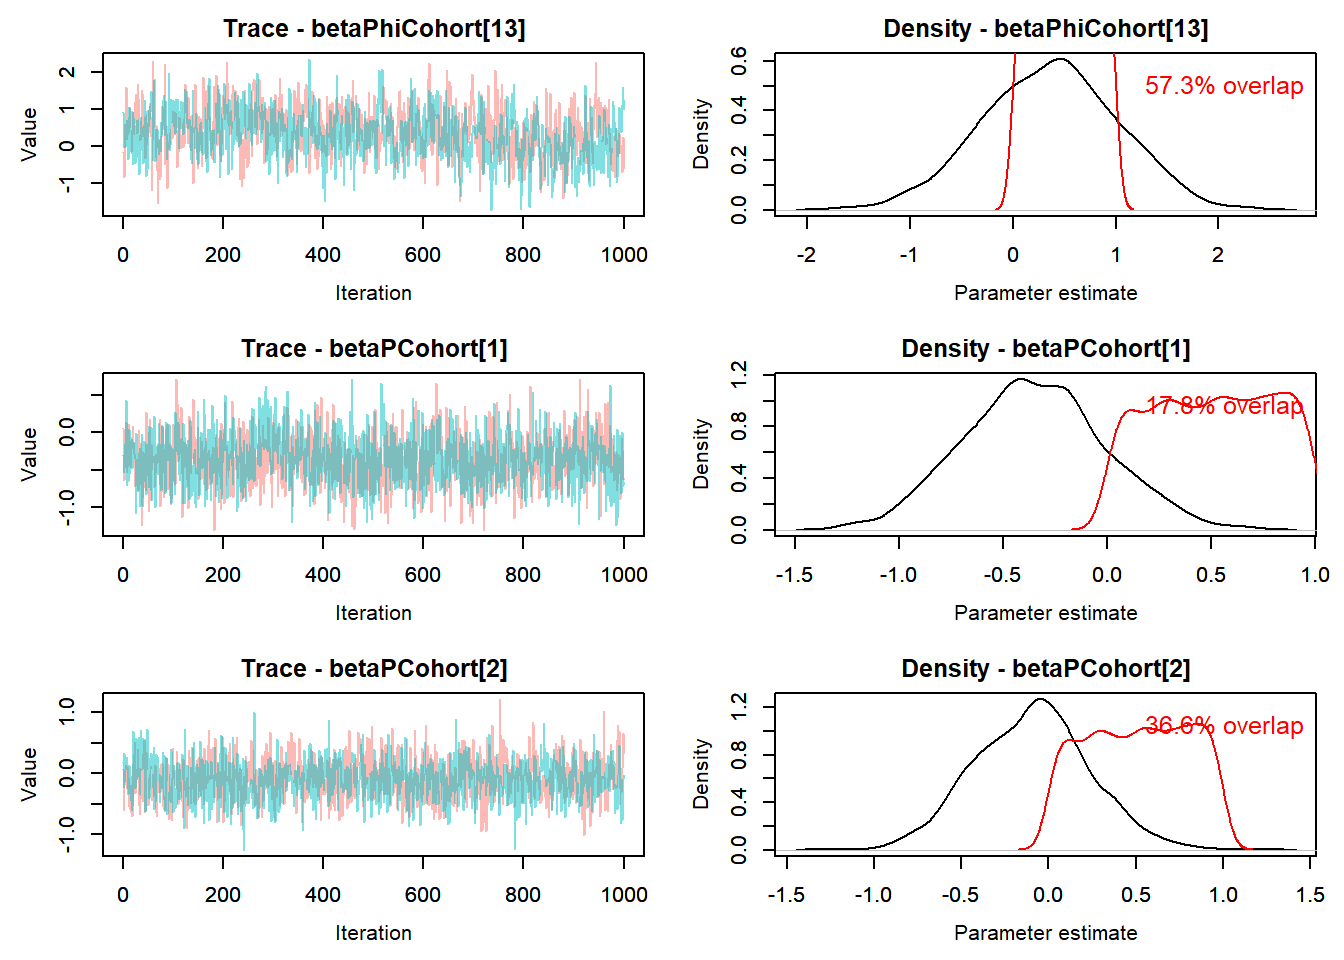 Trace - betaPhiCohort[13]
Value
2
1
0
-1
0 200 400 600 800 1000
Iteration
Density - betaPhiCohort[13]
Density
0.6
0.4
0.2
0.0
57.3% overlap
-2 -1 0 1 2
Parameter estimate
Trace - betaPCohort[1]
Value
0.0
-1.0
0 200 400 600 800 1000
Iteration
Density - betaPCohort[1]
Density
1.2
0.8
0.4
0.0
17.8% overlap
-1.5 -1.0 -0.5 0.0 0.5 1.0
Parameter estimate
Trace - betaPCohort[2]
Value
1.0
0.0
-1.0
0 200 400 600 800 1000
Iteration
Density - betaPCohort[2]
Density
1.2
0.8
0.4
0.0
36.6% overlap
-1.5 -1.0 -0.5 0.0 0.5 1.0 1.5
Parameter estimate